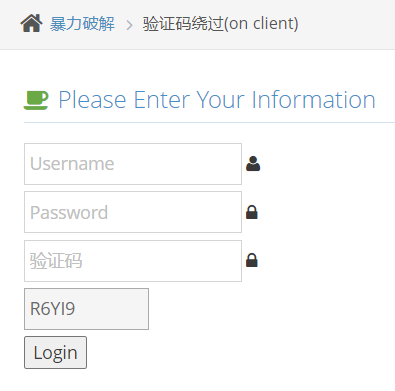 暴力破解 > 验证码绕过(on client)
Please Enter Your Information
Username
Password
验证码
R6YI9
Login